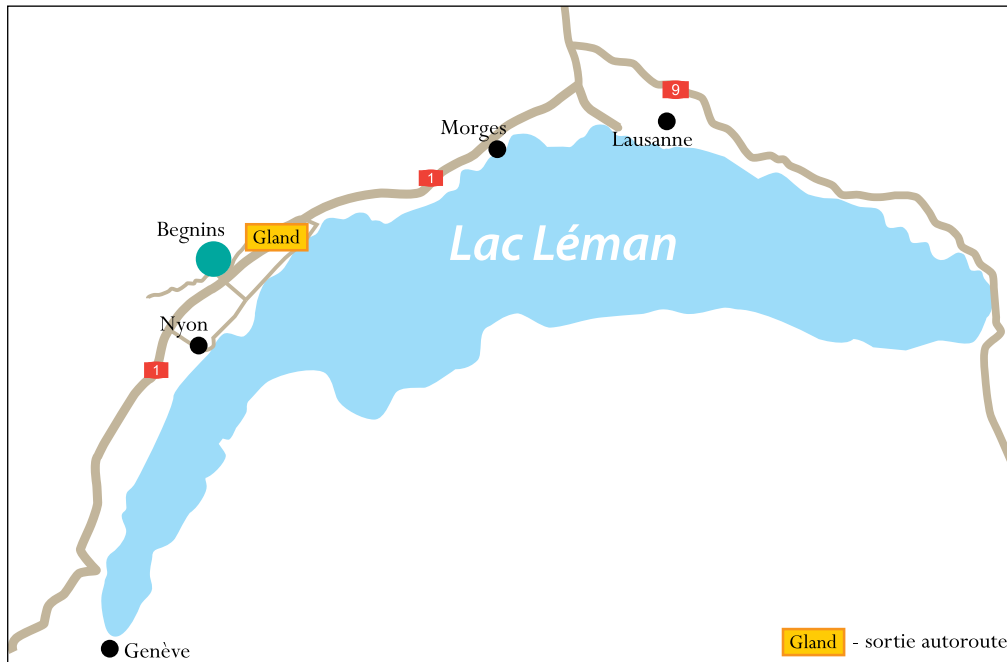 9
Morges
Lausanne
1
Begnins
Gland
Lac Léman
Nyon
1
Genève
Gland - sortie autoroute